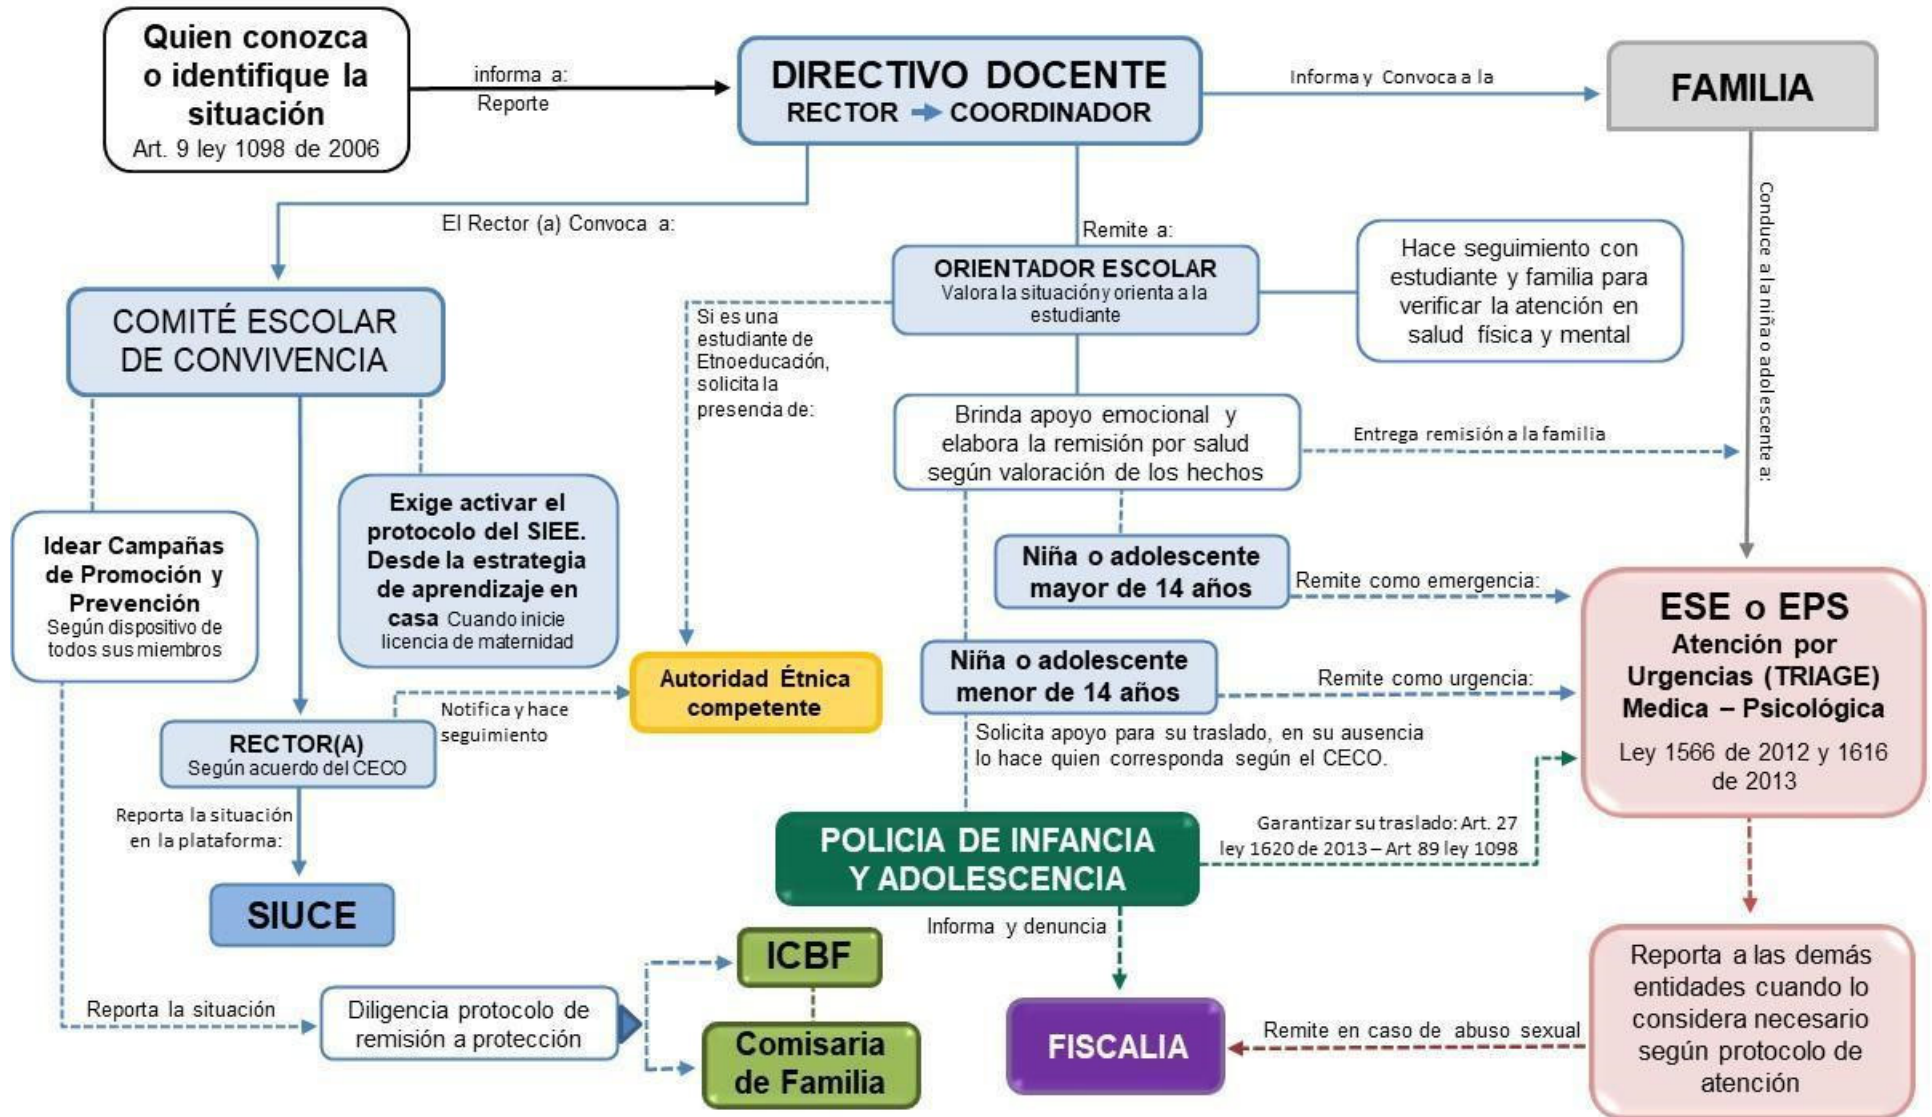 Quien conozca
o identifique la
situación
Art. 9 ley 1098 de 2006
informa a:
Reporte
DIRECTIVO DOCENTE
RECTOR COORDINADOR
Informa y Convoca a la
FAMILIA
El Rector (a) Convoca a:
Remite a:
Conduce a la niña o adolescente a:
COMITÉ ESCOLAR
DE CONVIVENCIA
ORIENTADOR ESCOLAR
Valora la situación y orienta a la
estudiante
Hace seguimiento con
estudiante y familia para
verificar la atención en
salud física y mental
Si es una
estudiante de
Etnoeducación,
solicita la
presencia de:
Brinda apoyo emocional y
elabora la remisión por salud
según valoración de los hechos
Entrega remisión a la familia
Idear Campañas
de Promoción y
Prevención
Según dispositivo de
todos sus miembros
Exige activar el
protocolo del SIEE.
Desde la estrategia
de aprendizaje en
casa Cuando inicie
licencia de maternidad
Niña o adolescente
mayor de 14 años
Remite como emergencia:
ESE o EPS
Atención por
Urgencias (TRIAGE)
Medica – Psicológica
Ley 1566 de 2012 y 1616
de 2013
Autoridad Étnica
competente
Niña o adolescente
menor de 14 años
Remite como urgencia:
Notifica y hace
seguimiento
RECTOR(A)
Según acuerdo del CECO
Solicita apoyo para su traslado, en su ausencia
lo hace quien corresponda según el CECO.
Reporta la situación
en la plataforma:
POLICIA DE INFANCIA
Y ADOLESCENCIA
Garantizar su traslado: Art. 27
ley 1620 de 2013 – Art 89 ley 1098
SIUCE
Informa y denuncia
ICBF
Reporta la situación
Diligencia protocolo de
remisión a protección
Comisaria
de Familia
FISCALIA
Remite en caso de abuso sexual
Reporta a las demás
entidades cuando lo
considera necesario
según protocolo de
atención